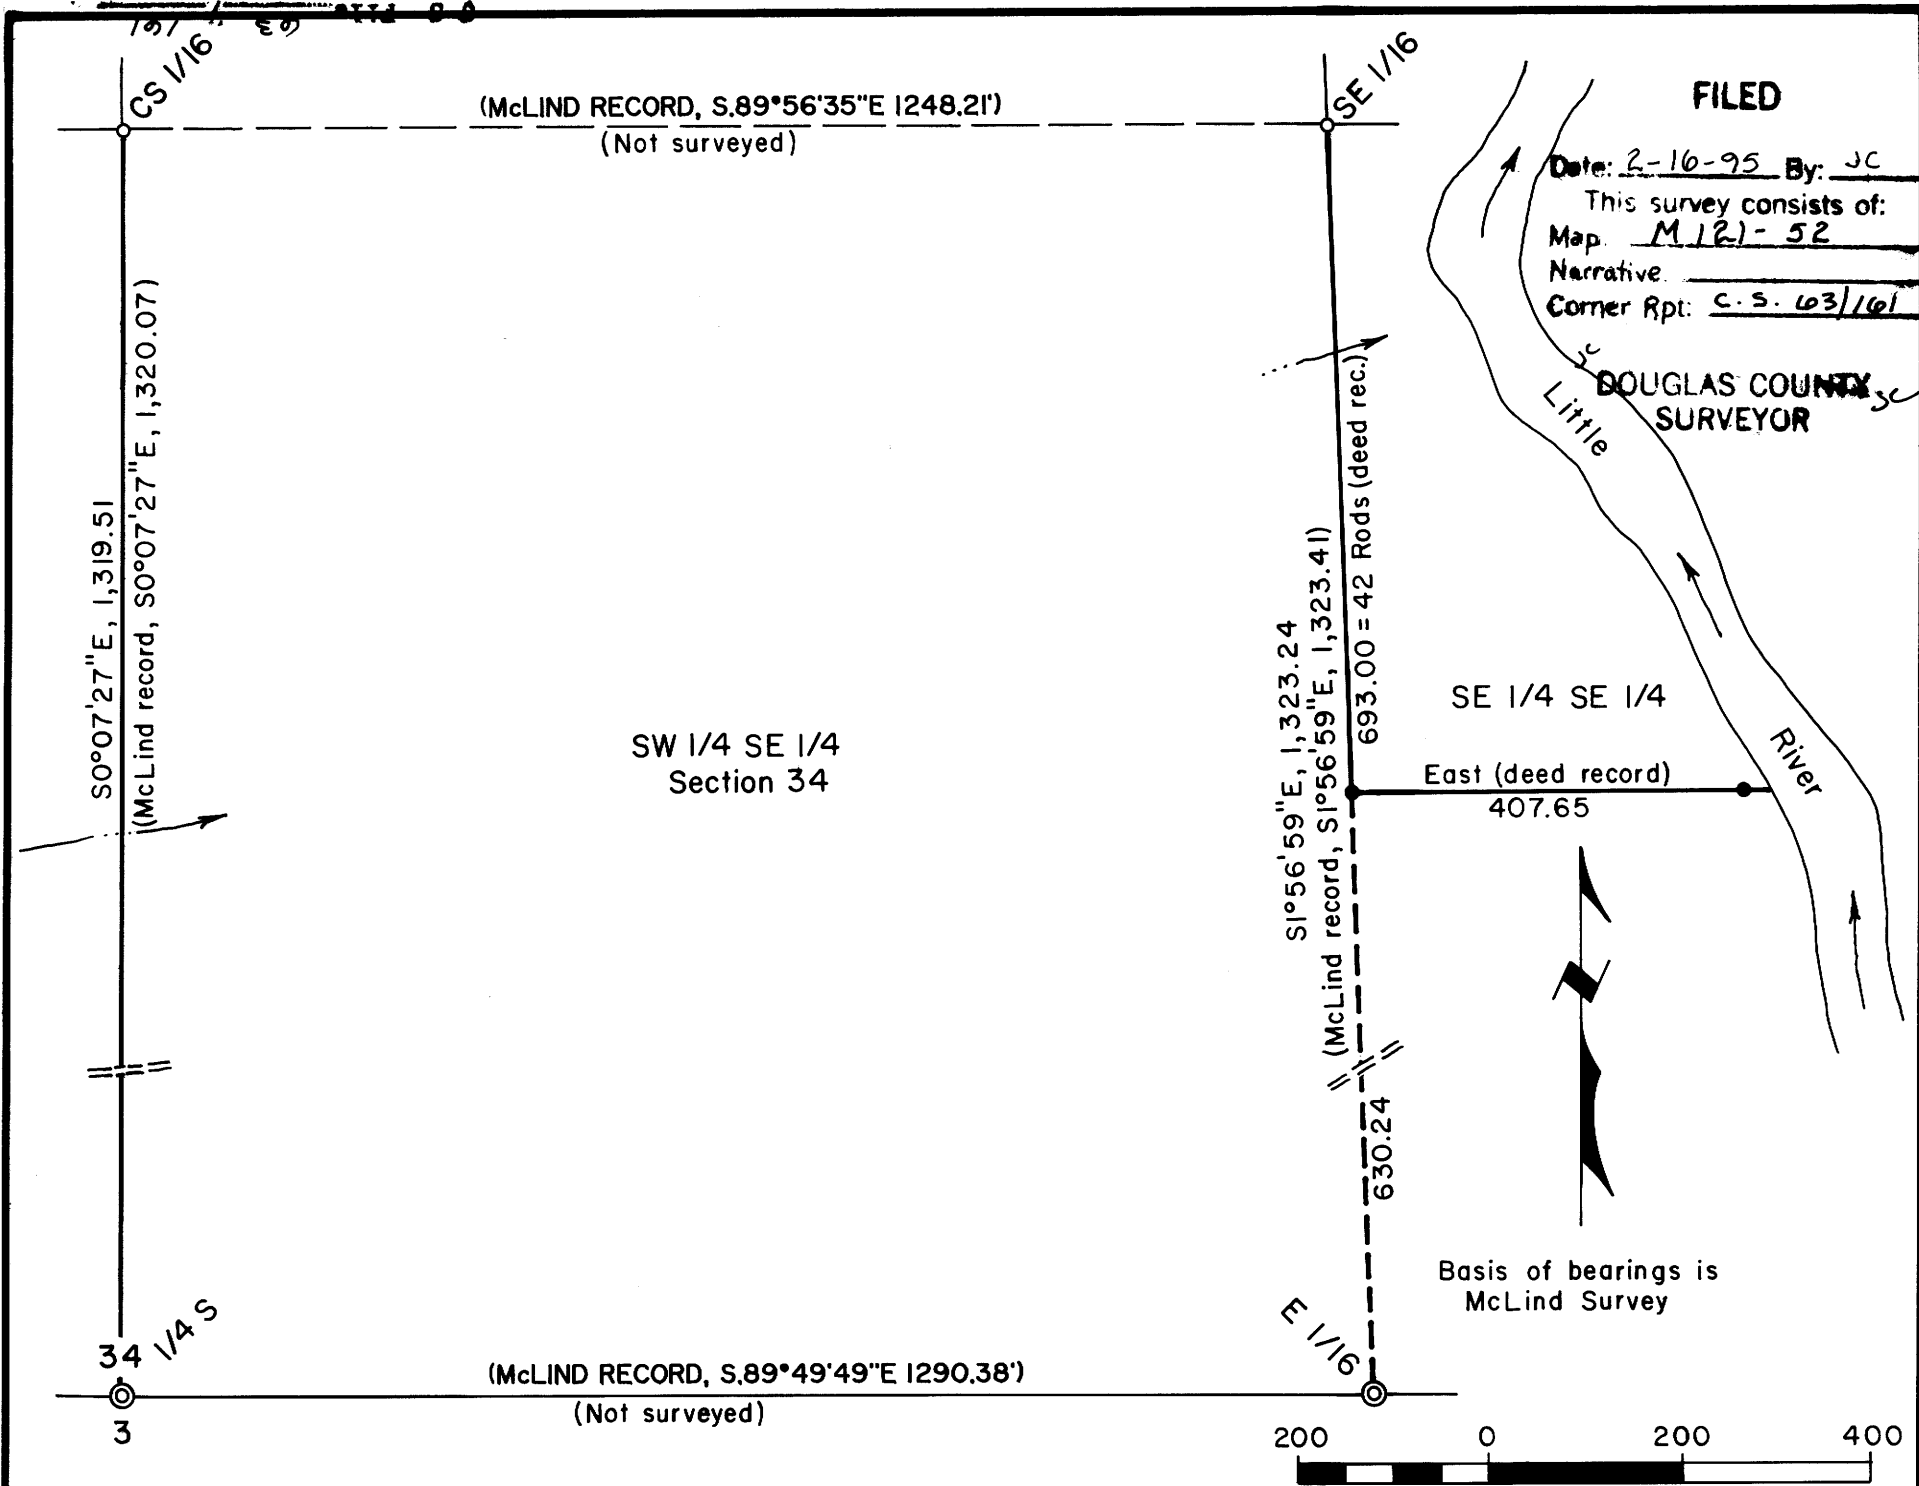 63 / 161
CS 1/16
(McLIND RECORD, S.89°56'35"E 1248.21')
(Not surveyed)
SE 1/16
FILED
Date: 2-16-95 By: JC
This survey consists of:
Map. M121-52
Narrative.
Corner Rpt: C.S. 63/161
JC
DOUGLAS COUNTY JC
SURVEYOR
S0°07'27"E, 1,319.51
(McLind record, S0°07'27"E, 1,320.07)
SW 1/4 SE 1/4
Section 34
S1°56'59"E, 1,323.24
(McLind record, S1°56'59"E, 1,323.41)
693.00 = 42 Rods (deed rec.)
Little
River
SE 1/4 SE 1/4
East (deed record)
407.65
630.24
Basis of bearings is
McLind Survey
34 1/4 S
3
(McLIND RECORD, S.89°49'49"E 1290.38')
(Not surveyed)
E 1/16
N
200 0 200 400